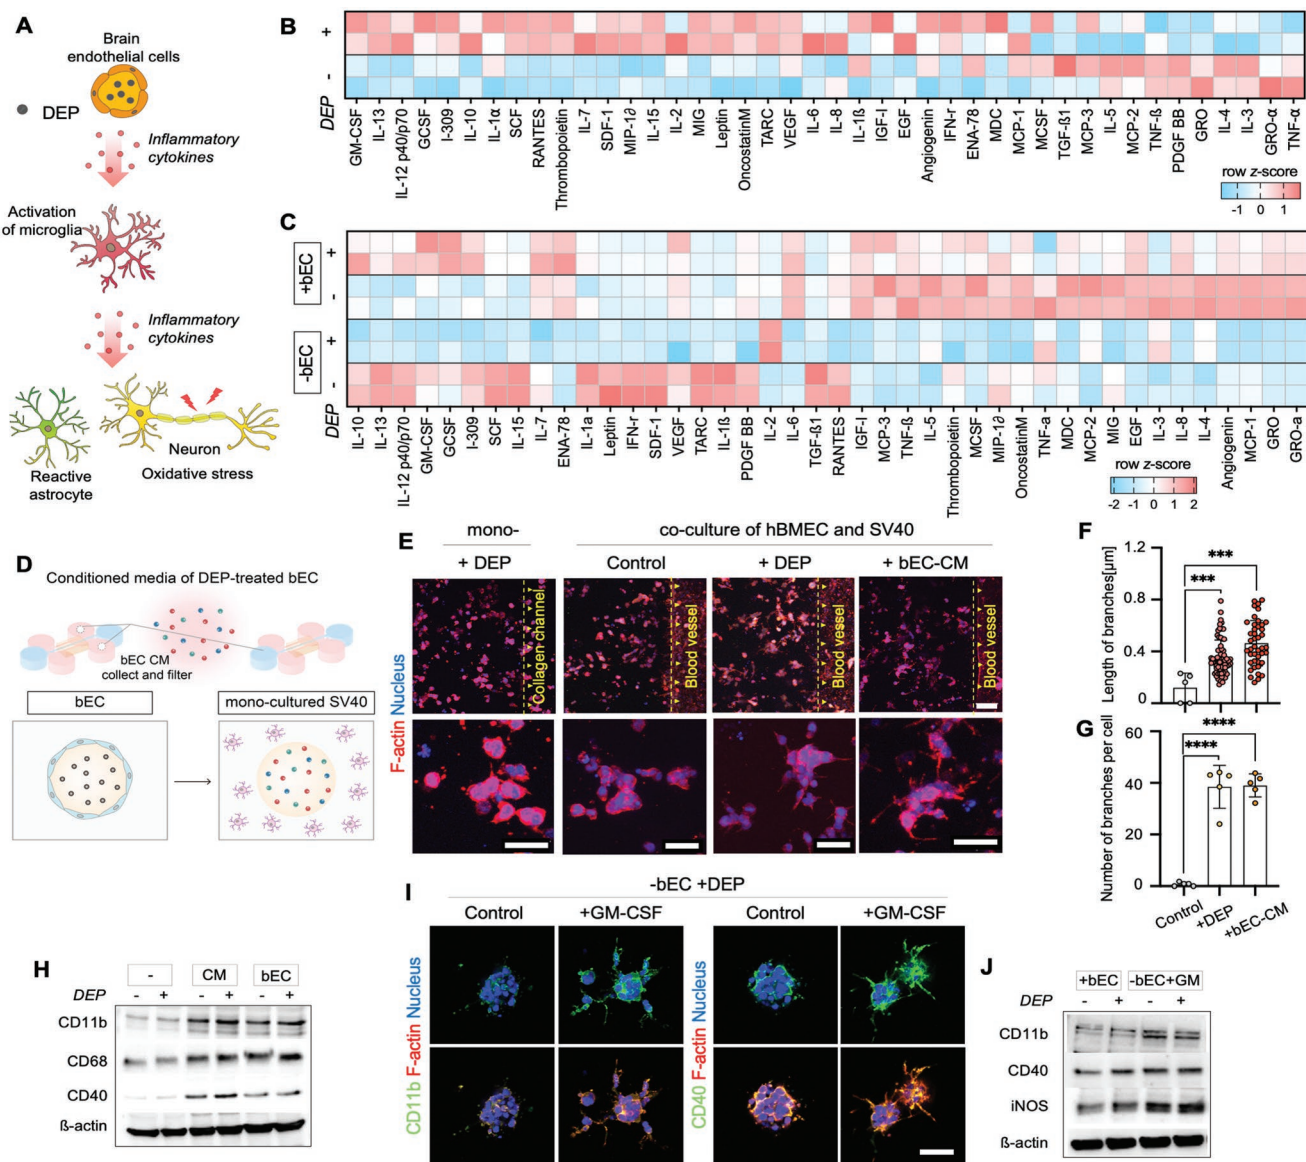 A
Brain
endothelial cells
DEP
Inflammatory
cytokines
Activation
of microglia
Inflammatory
cytokines
Neuron
Reactive
astrocyte
Oxidative stress
B
+
-
DEP
GM-CSF
IL-13
IL-12 p40/p70
GCSF
I-309
IL-10
IL-1α
SCF
RANTES
Thrombopoietin
IL-7
SDF-1
MIP-1∂
IL-15
IL-2
MIG
Leptin
OncostatinM
TARC
VEGF
IL-6
IL-8
IL-1ß
IGF-I
EGF
Angiogenin
IFN-r
ENA-78
MDC
MCP-1
MCSF
TGF-ß1
MCP-3
IL-5
MCP-2
TNF-ß
PDGF BB
GRO
IL-4
IL-3
GRO-α
TNF-α
row z-score
-1 0 1
C
+bEC
+
-
-bEC
+
-
DEP
IL-10
IL-13
IL-12 p40/p70
GM-CSF
GCSF
I-309
SCF
IL-15
IL-7
ENA-78
IL-1a
Leptin
IFN-r
SDF-1
VEGF
TARC
IL-1ß
PDGF BB
IL-2
IL-6
TGF-ß1
RANTES
IGF-I
MCP-3
TNF-ß
IL-5
Thrombopoietin
MCSF
MIP-1∂
OncostatinM
TNF-a
MDC
MCP-2
MIG
EGF
IL-3
IL-8
IL-4
Angiogenin
MCP-1
GRO
GRO-a
row z-score
-2 -1 0 1 2
D
Conditioned media of DEP-treated bEC
bEC CM
collect and filter
bEC
mono-cultured SV40
E
mono-
co-culture of hBMEC and SV40
+ DEP
Control
+ DEP
+ bEC-CM
F-actin Nucleus
Collagen channel
Blood vessel
Blood vessel
Blood vessel
F
Length of branches[µm]
1.2
0.8
0.4
0
***
***
G
Number of branches per cell
60
40
20
0
****
****
Control
+DEP
+bEC-CM
H
- CM bEC
DEP - + - + - +
CD11b
CD68
CD40
ß-actin
I
-bEC +DEP
Control
+GM-CSF
Control
+GM-CSF
CD11b F-actin Nucleus
CD40 F-actin Nucleus
J
+bEC -bEC+GM
DEP - + - +
CD11b
CD40
iNOS
ß-actin